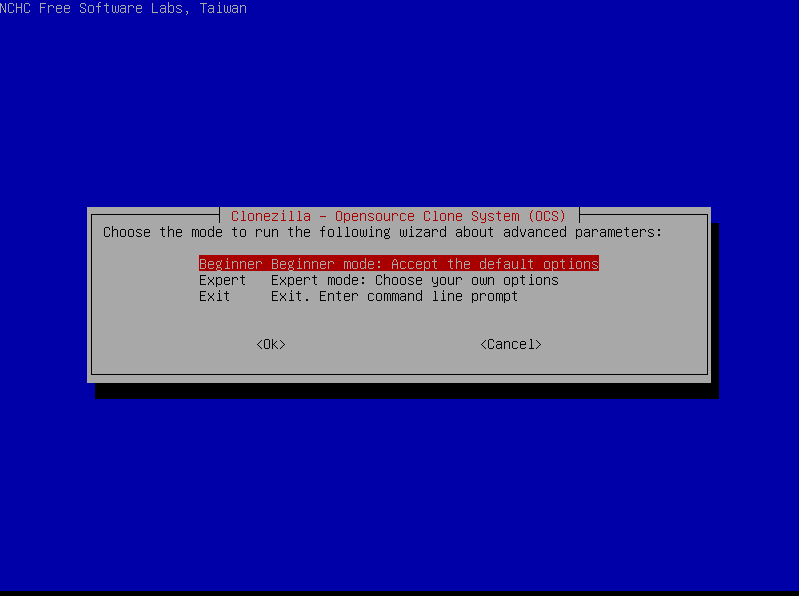 NCHC Free Software Labs, Taiwan
Clonezilla - Opensource Clone System (OCS)
Choose the mode to run the following wizard about advanced parameters:
Beginner Beginner mode: Accept the default options
Expert Expert mode: Choose your own options
Exit Exit. Enter command line prompt
<Ok> <Cancel>